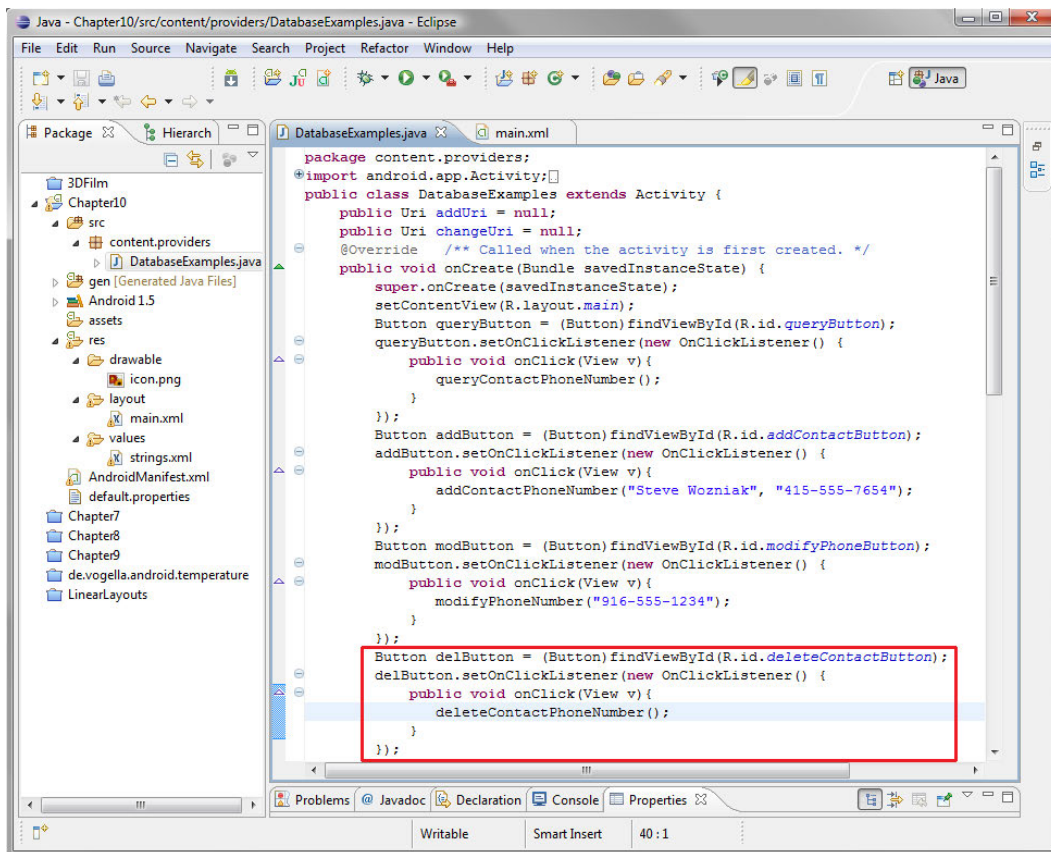 Java - Chapter10/src/content/providers/DatabaseExamples.java - Eclipse
File Edit Run Source Navigate Search Project Refactor Window Help
Java
Package Hierarch
DatabaseExamples.java main.xml
3DFilm
Chapter10
src
content.providers
DatabaseExamples.java
gen [Generated Java Files]
Android 1.5
assets
res
drawable
icon.png
layout
main.xml
values
strings.xml
AndroidManifest.xml
default.properties
Chapter7
Chapter8
Chapter9
de.vogella.android.temperature
LinearLayouts
package content.providers;
import android.app.Activity;
public class DatabaseExamples extends Activity {
public Uri addUri = null;
public Uri changeUri = null;
@Override /** Called when the activity is first created. */
public void onCreate(Bundle savedInstanceState) {
super.onCreate(savedInstanceState);
setContentView(R.layout.main);
Button queryButton = (Button)findViewById(R.id.queryButton);
queryButton.setOnClickListener(new OnClickListener() {
public void onClick(View v){
queryContactPhoneNumber();
}
});
Button addButton = (Button)findViewById(R.id.addContactButton);
addButton.setOnClickListener(new OnClickListener() {
public void onClick(View v){
addContactPhoneNumber("Steve Wozniak", "415-555-7654");
}
});
Button modButton = (Button)findViewById(R.id.modifyPhoneButton);
modButton.setOnClickListener(new OnClickListener() {
public void onClick(View v){
modifyPhoneNumber("916-555-1234");
}
});
Button delButton = (Button)findViewById(R.id.deleteContactButton);
delButton.setOnClickListener(new OnClickListener() {
public void onClick(View v){
deleteContactPhoneNumber();
}
});
Problems @ Javadoc Declaration Console Properties
Writable Smart Insert 40 : 1